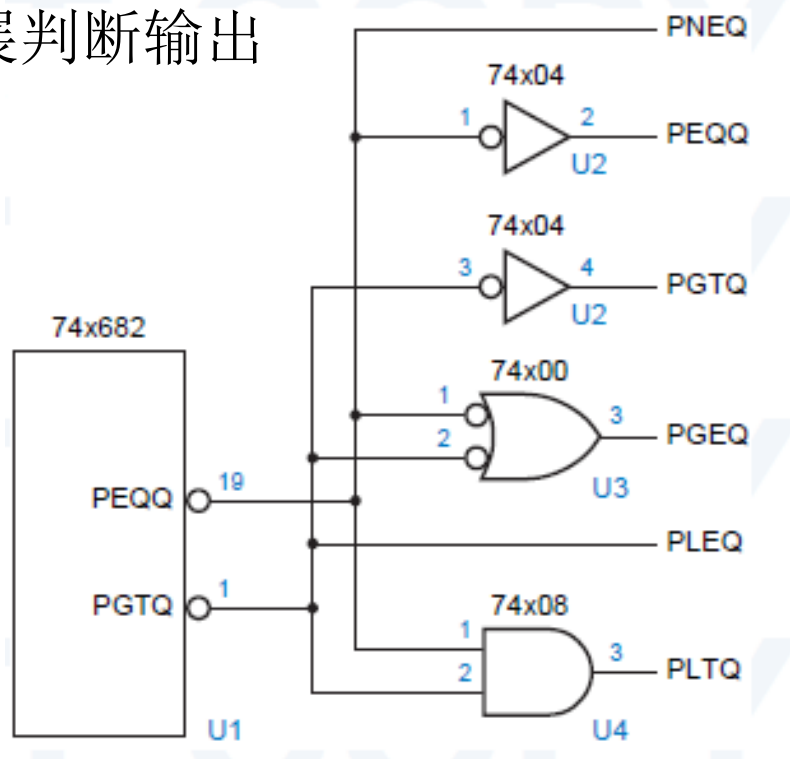 判断输出
PNEQ
74x04
1
2
PEQQ
U2
74x04
3
4
PGTQ
U2
74x682
74x00
1
2
3
PGEQ
U3
PEQQ
19
PLEQ
PGTQ
1
74x08
1
2
3
PLTQ
U1
U4